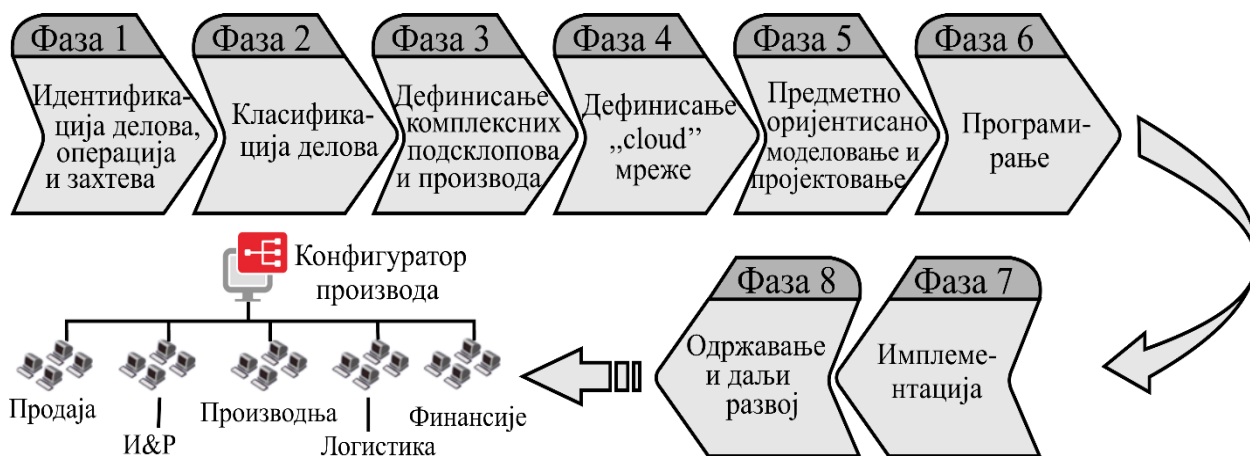 Фаза 1
Идентифика-
ција делова,
операција
и захтева
Фаза 2
Класифика-
ција делова
Фаза 3
Дефинисање
комплексних
подсклопова
и производа
Фаза 4
Дефинисање
„cloud”
мреже
Фаза 5
Предметно
оријентисано
моделовање и
пројектовање
Фаза 6
Програми-
рање
Фаза 7
Имплеме-
нтација
Фаза 8
Одржавање
и даљи
развој
Конфигуратор
производа
Продаја
И&Р
Производња
Логистика
Финансије